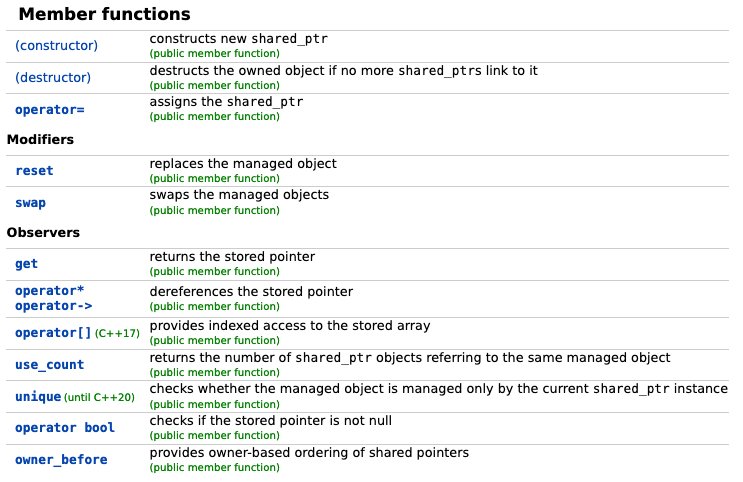 Member functions
(constructor) constructs new shared_ptr
(public member function)
(destructor) destructs the owned object if no more shared_ptrs link to it
(public member function)
operator= assigns the shared_ptr
(public member function)
Modifiers
reset replaces the managed object
(public member function)
swap swaps the managed objects
(public member function)
Observers
get returns the stored pointer
(public member function)
operator*
operator-> dereferences the stored pointer
(public member function)
operator[] (C++17) provides indexed access to the stored array
(public member function)
use_count returns the number of shared_ptr objects referring to the same managed object
(public member function)
unique (until C++20) checks whether the managed object is managed only by the current shared_ptr instance
(public member function)
operator bool checks if the stored pointer is not null
(public member function)
owner_before provides owner-based ordering of shared pointers
(public member function)